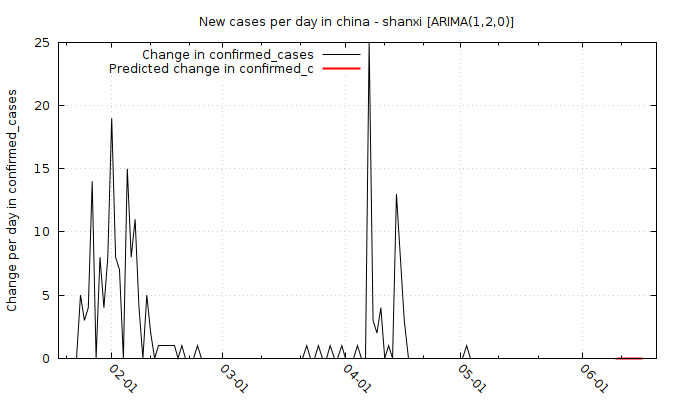 New cases per day in china - shanxi [ARIMA(1,2,0)]
Change in confirmed_cases
Predicted change in confirmed_c
Change per day in confirmed_cases
25
20
15
10
5
0
02-01
03-01
04-01
05-01
06-01